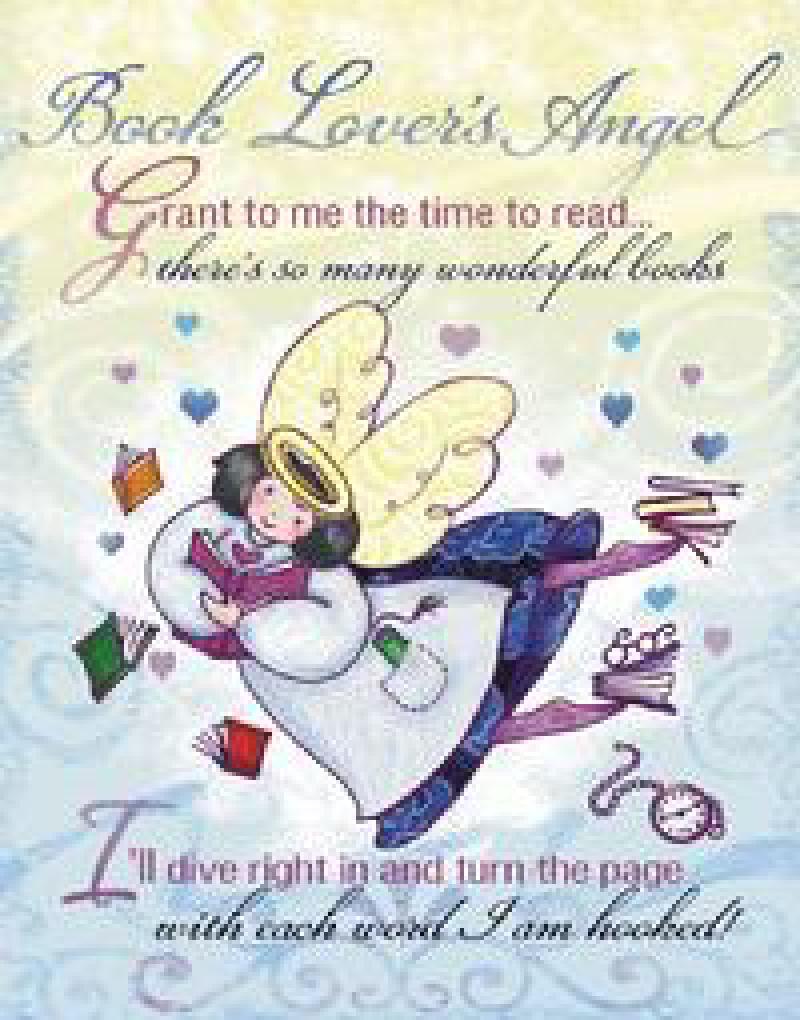 Book Lover's Angel
Grant to me the time to read...
there's so many wonderful books
I'll dive right in and turn the page
with each word I am hooked!